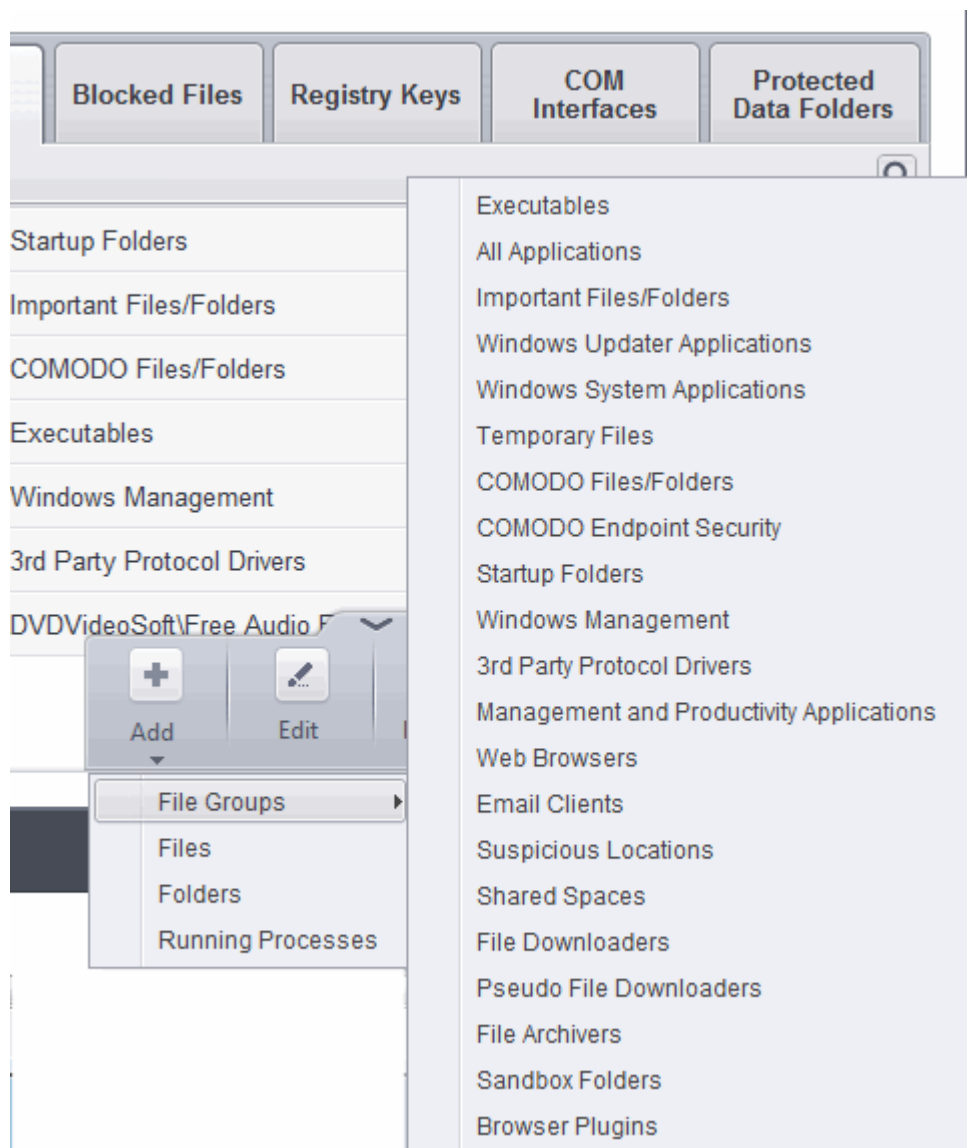 Blocked Files
Registry Keys
COM
Interfaces
Protected
Data Folders
Startup Folders
Important Files/Folders
COMODO Files/Folders
Executables
Windows Management
3rd Party Protocol Drivers
DVDVideoSoft\Free Audio
Add
Edit
File Groups
Files
Folders
Running Processes
Executables
All Applications
Important Files/Folders
Windows Updater Applications
Windows System Applications
Temporary Files
COMODO Files/Folders
COMODO Endpoint Security
Startup Folders
Windows Management
3rd Party Protocol Drivers
Management and Productivity Applications
Web Browsers
Email Clients
Suspicious Locations
Shared Spaces
File Downloaders
Pseudo File Downloaders
File Archivers
Sandbox Folders
Browser Plugins